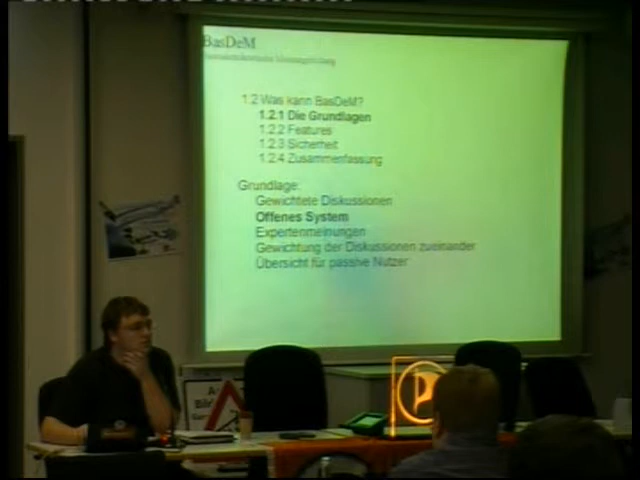 BasDeM
1.2 Was kann BasDeM?
1.2.1 Die Grundlagen
1.2.2 Features
1.2.3 Sicherheit
1.2.4 Zusammenfassung
Grundlage:
Gewichtete Diskussionen
Offenes System
Expertenmeinungen
Gewichtung der Diskussionen zueinander
Übersicht für passive Nutzer